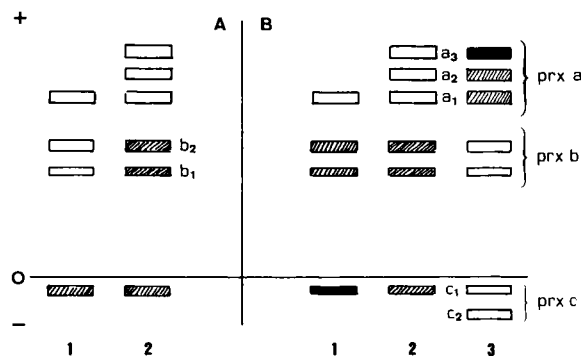 + A B
a₃
a₂ prx a
a₁
b₂
prx b
b₁
O
c₁
prx c
c₂
−
1 2 1 2 3